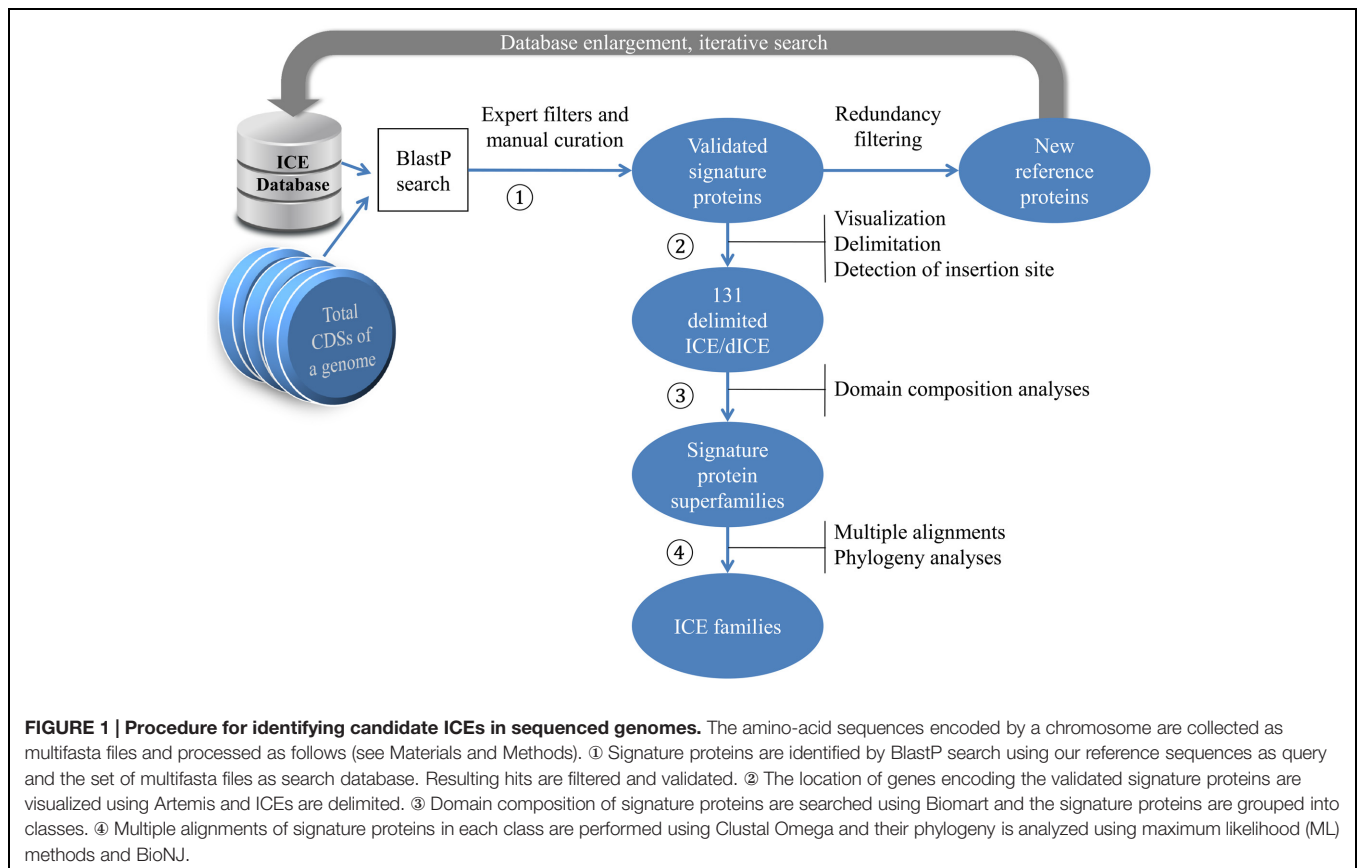 Database enlargement, iterative search
ICE
Database
Total
CDSs of
a genome
BlastP
search
Expert filters and
manual curation
①
Validated
signature
proteins
Redundancy
filtering
New
reference
proteins
②
Visualization
Delimitation
Detection of insertion site
131
delimited
ICE/dICE
③
Domain composition analyses
Signature
protein
superfamilies
④
Multiple alignments
Phylogeny analyses
ICE families
FIGURE 1 | Procedure for identifying candidate ICEs in sequenced genomes. The amino-acid sequences encoded by a chromosome are collected as
multifasta files and processed as follows (see Materials and Methods). ① Signature proteins are identified by BlastP search using our reference sequences as query
and the set of multifasta files as search database. Resulting hits are filtered and validated. ② The location of genes encoding the validated signature proteins are
visualized using Artemis and ICEs are delimited. ③ Domain composition of signature proteins are searched using Biomart and the signature proteins are grouped into
classes. ④ Multiple alignments of signature proteins in each class are performed using Clustal Omega and their phylogeny is analyzed using maximum likelihood (ML)
methods and BioNJ.